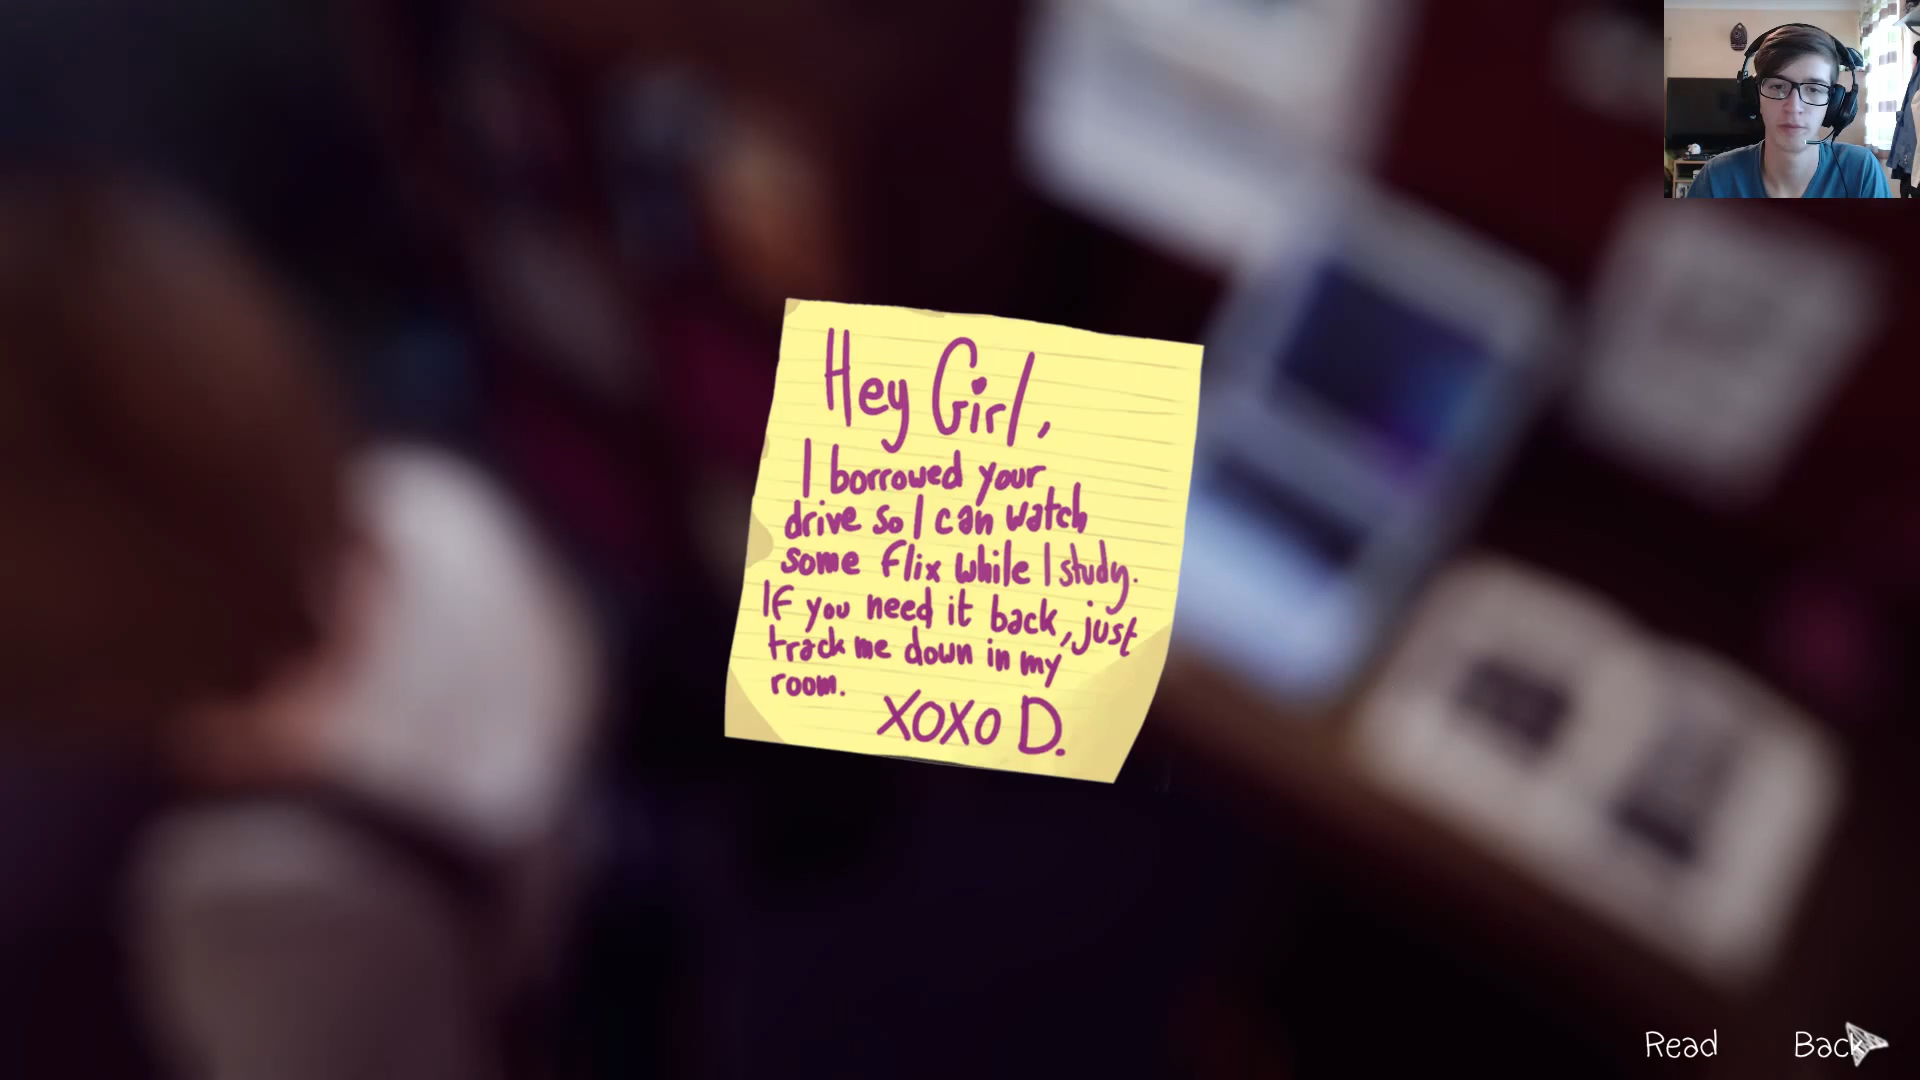 Hey Girl,
I borrowed your
drive so I can watch
some flix while I study.
If you need it back, just
track me down in my
room.
XOXO D.
Read Back